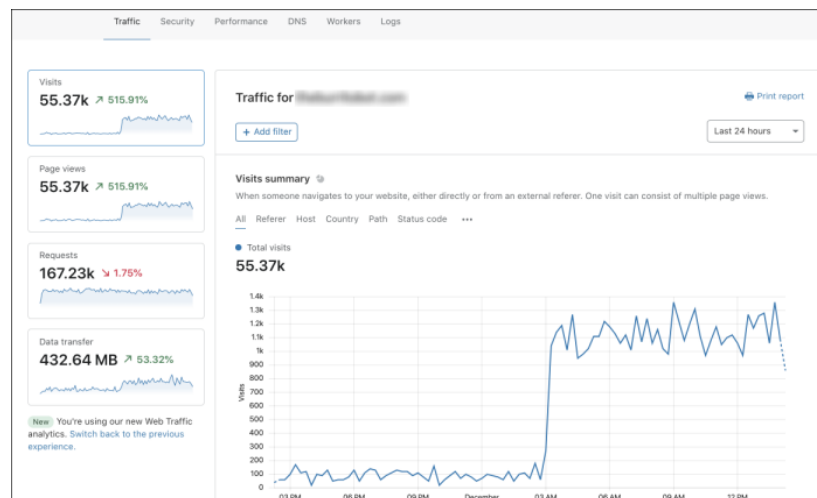 Traffic Security Performance DNS Workers Logs
Visits
55.37k ↗ 515.91%
Page views
55.37k ↗ 515.91%
Requests
167.23k ↘ 1.75%
Data transfer
432.64 MB ↗ 53.32%
New You're using our new Web Traffic
analytics. Switch back to the previous
experience.
Traffic for
Print report
+ Add filter
Last 24 hours
Visits summary
When someone navigates to your website, either directly or from an external referer. One visit can consist of multiple page views.
All Referer Host Country Path Status code •••
Total visits
55.37k
1.4k
1.3k
1.2k
1.1k
1k
900
800
700
600
500
400
300
200
100
0
Visits
03 PM 06 PM 09 PM December 03 AM 06 AM 09 AM 12 PM